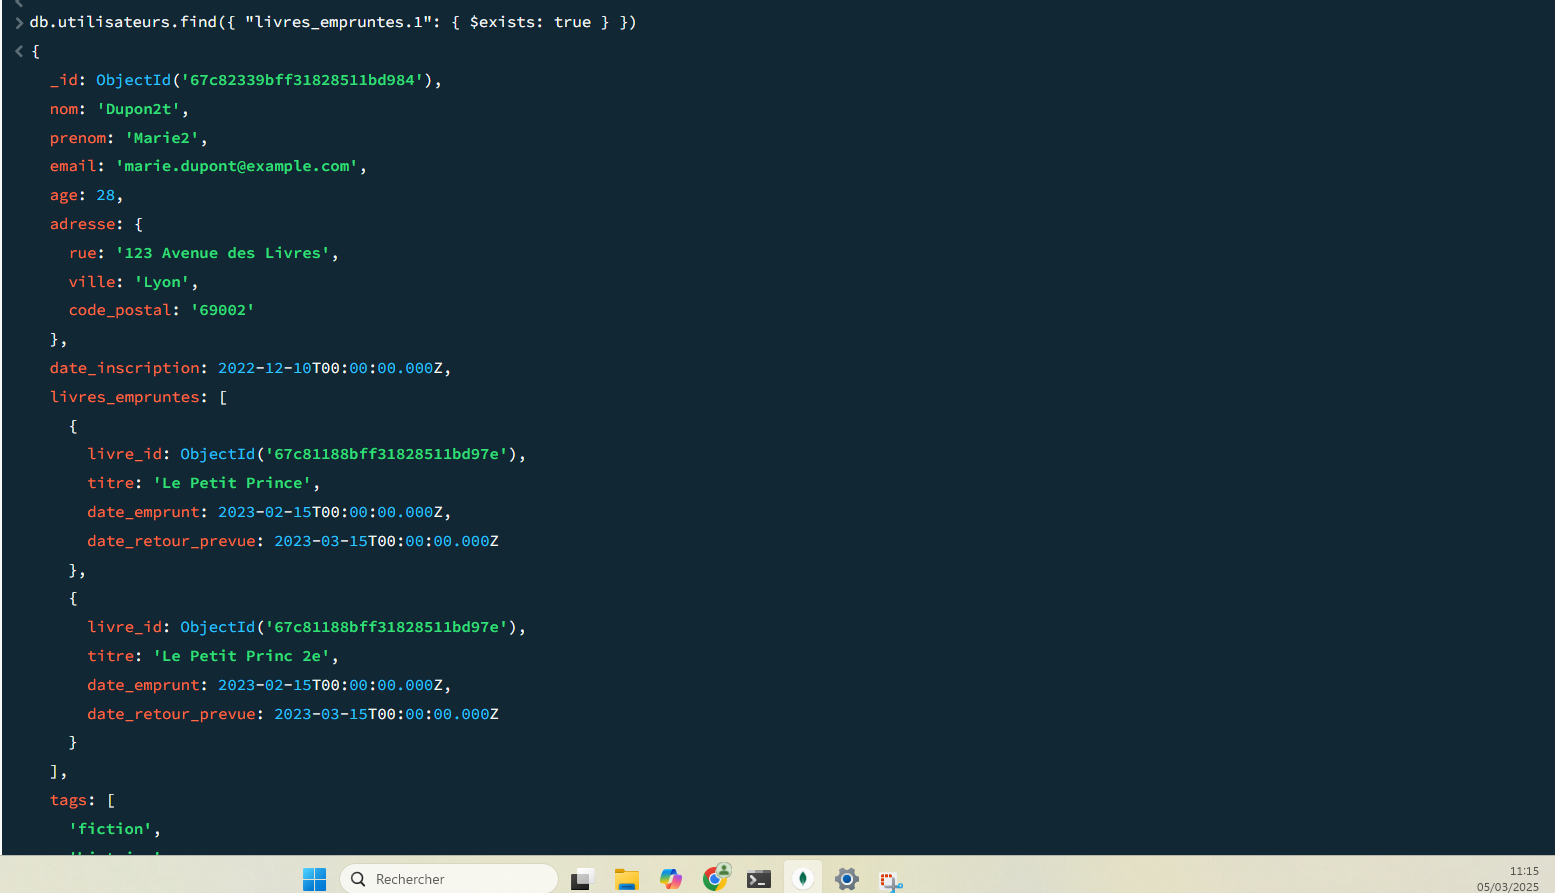 db.utilisateurs.find({ "livres_empruntes.1": { $exists: true } })
{
_id: ObjectId('67c82339bff31828511bd984'),
nom: 'Dupon2t',
prenom: 'Marie2',
email: 'marie.dupont@example.com',
age: 28,
adresse: {
rue: '123 Avenue des Livres',
ville: 'Lyon',
code_postal: '69002'
},
date_inscription: 2022-12-10T00:00:00.000Z,
livres_empruntes: [
{
livre_id: ObjectId('67c81188bff31828511bd97e'),
titre: 'Le Petit Prince',
date_emprunt: 2023-02-15T00:00:00.000Z,
date_retour_prevue: 2023-03-15T00:00:00.000Z
},
{
livre_id: ObjectId('67c81188bff31828511bd97e'),
titre: 'Le Petit Princ 2e',
date_emprunt: 2023-02-15T00:00:00.000Z,
date_retour_prevue: 2023-03-15T00:00:00.000Z
}
],
tags: [
'fiction',
Rechercher
11:15
05/03/2025